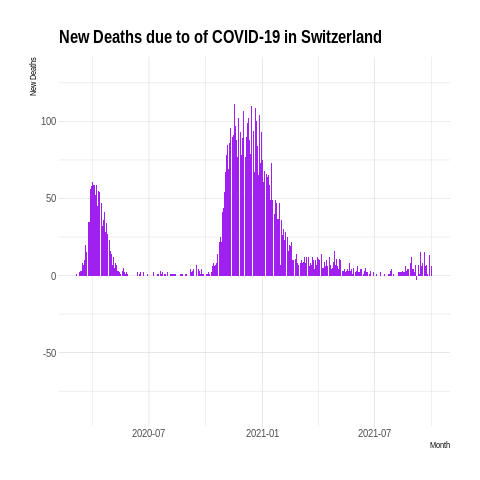 New Deaths due to of COVID-19 in Switzerland
New Deaths
100
50
0
-50
2020-07
2021-01
2021-07
Month